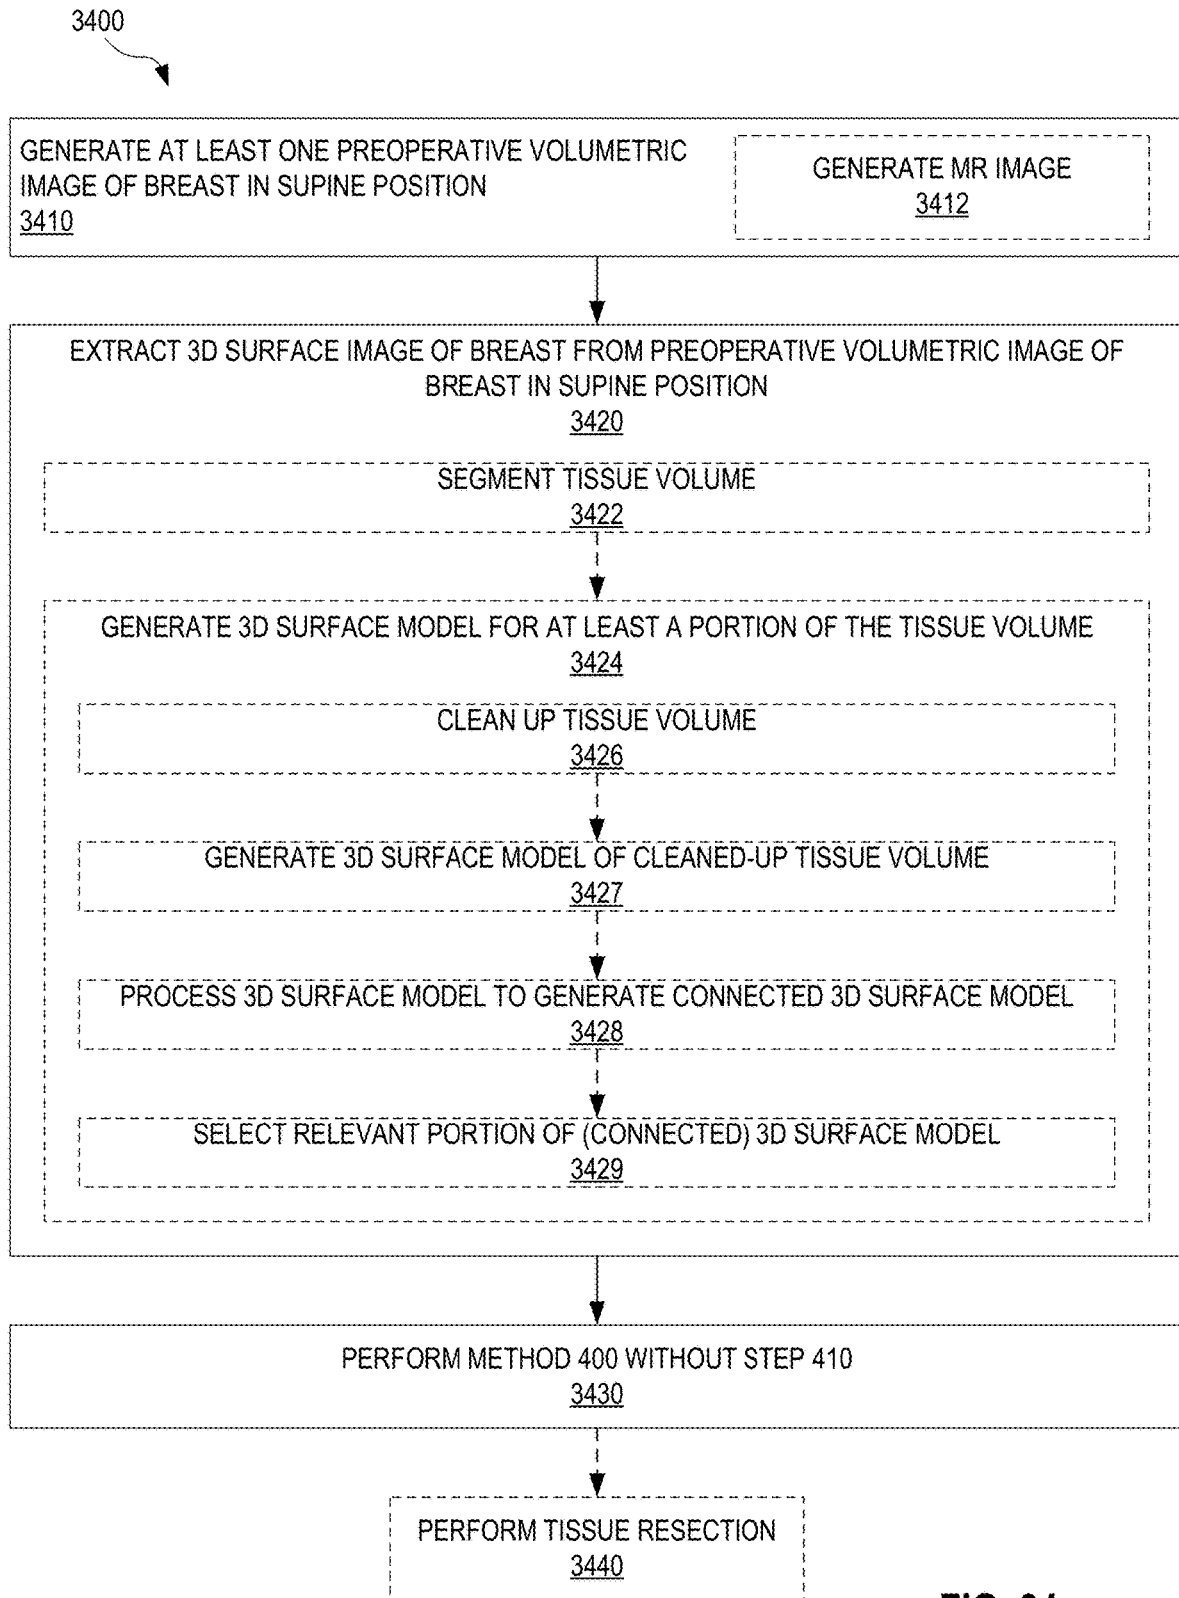 3400
GENERATE AT LEAST ONE PREOPERATIVE VOLUMETRIC
IMAGE OF BREAST IN SUPINE POSITION
3410
GENERATE MR IMAGE
3412
EXTRACT 3D SURFACE IMAGE OF BREAST FROM PREOPERATIVE VOLUMETRIC IMAGE OF
BREAST IN SUPINE POSITION
3420
SEGMENT TISSUE VOLUME
3422
GENERATE 3D SURFACE MODEL FOR AT LEAST A PORTION OF THE TISSUE VOLUME
3424
CLEAN UP TISSUE VOLUME
3426
GENERATE 3D SURFACE MODEL OF CLEANED-UP TISSUE VOLUME
3427
PROCESS 3D SURFACE MODEL TO GENERATE CONNECTED 3D SURFACE MODEL
3428
SELECT RELEVANT PORTION OF (CONNECTED) 3D SURFACE MODEL
3429
PERFORM METHOD 400 WITHOUT STEP 410
3430
PERFORM TISSUE RESECTION
3440